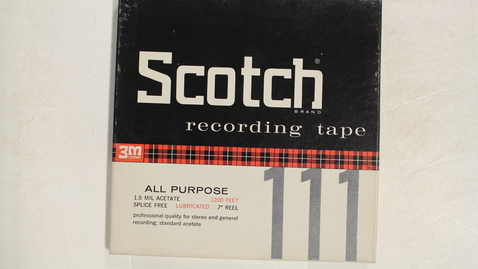 Scotch®
BRAND
recording tape
3M
111
ALL PURPOSE
1.5 MIL ACETATE 1200 FEET
SPLICE FREE LUBRICATED 7" REEL
professional quality for stereo and general
recording; standard acetate